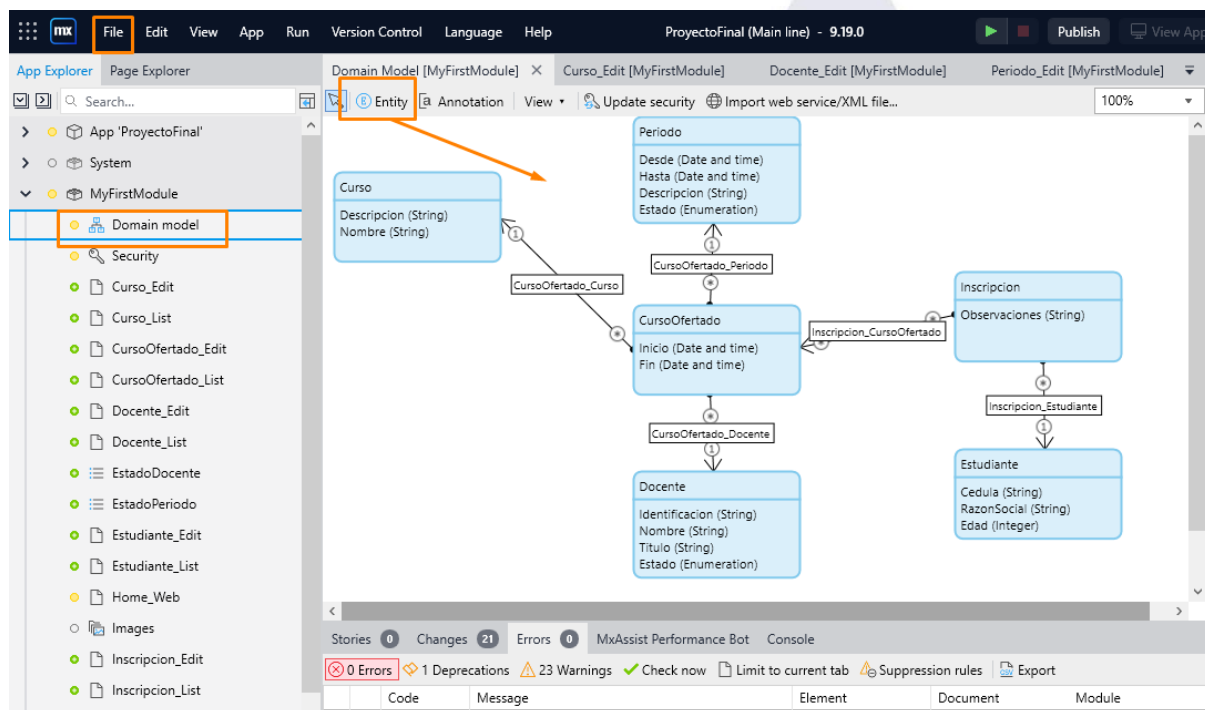 mx File Edit View App Run Version Control Language Help ProyectoFinal (Main line) - 9.19.0 Publish View App
App Explorer Page Explorer
Domain Model [MyFirstModule] Curso_Edit [MyFirstModule] Docente_Edit [MyFirstModule] Periodo_Edit [MyFirstModule]
Search...
Entity Annotation View Update security Import web service/XML file... 100%
App 'ProyectoFinal'
System
MyFirstModule
Domain model
Security
Curso_Edit
Curso_List
CursoOfertado_Edit
CursoOfertado_List
Docente_Edit
Docente_List
EstadoDocente
EstadoPeriodo
Estudiante_Edit
Estudiante_List
Home_Web
Images
Inscripcion_Edit
Inscripcion_List
Periodo
Desde (Date and time)
Hasta (Date and time)
Descripcion (String)
Estado (Enumeration)
Curso
Descripcion (String)
Nombre (String)
1
1
CursoOfertado_Periodo
CursoOfertado_Curso
*
*
CursoOfertado
Inicio (Date and time)
Fin (Date and time)
Inscripcion_CursoOfertado
*
*
Inscripcion
Observaciones (String)
*
Inscripcion_Estudiante
1
*
CursoOfertado_Docente
1
Docente
Identificacion (String)
Nombre (String)
Titulo (String)
Estado (Enumeration)
Estudiante
Cedula (String)
RazonSocial (String)
Edad (Integer)
Stories 0 Changes 21 Errors 0 MxAssist Performance Bot Console
0 Errors 1 Deprecations 23 Warnings Check now Limit to current tab Suppression rules Export
Code Message Element Document Module